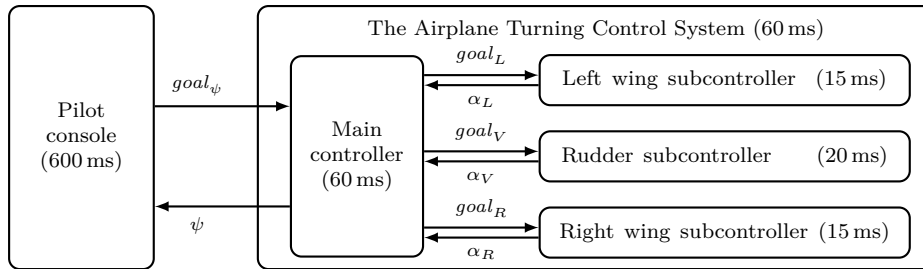 The Airplane Turning Control System (60 ms)
Pilot
console
(600 ms)
goal_ψ
ψ
Main
controller
(60 ms)
goal_L
α_L
Left wing subcontroller (15 ms)
goal_V
α_V
Rudder subcontroller (20 ms)
goal_R
α_R
Right wing subcontroller (15 ms)